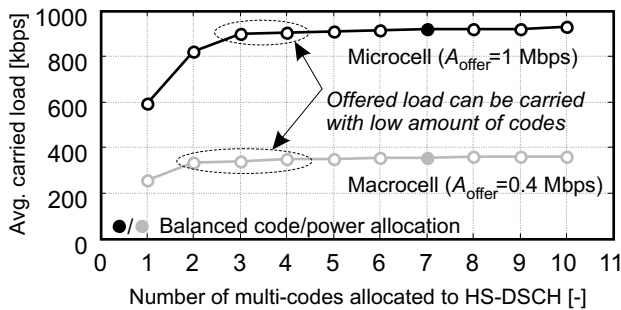 1000
800
600
400
200
0
Avg. carried load [kbps]
Microcell (Aoffer=1 Mbps)
Offered load can be carried
with low amount of codes
Macrocell (Aoffer=0.4 Mbps)
/ Balanced code/power allocation
0 1 2 3 4 5 6 7 8 9 10 11
Number of multi-codes allocated to HS-DSCH [-]